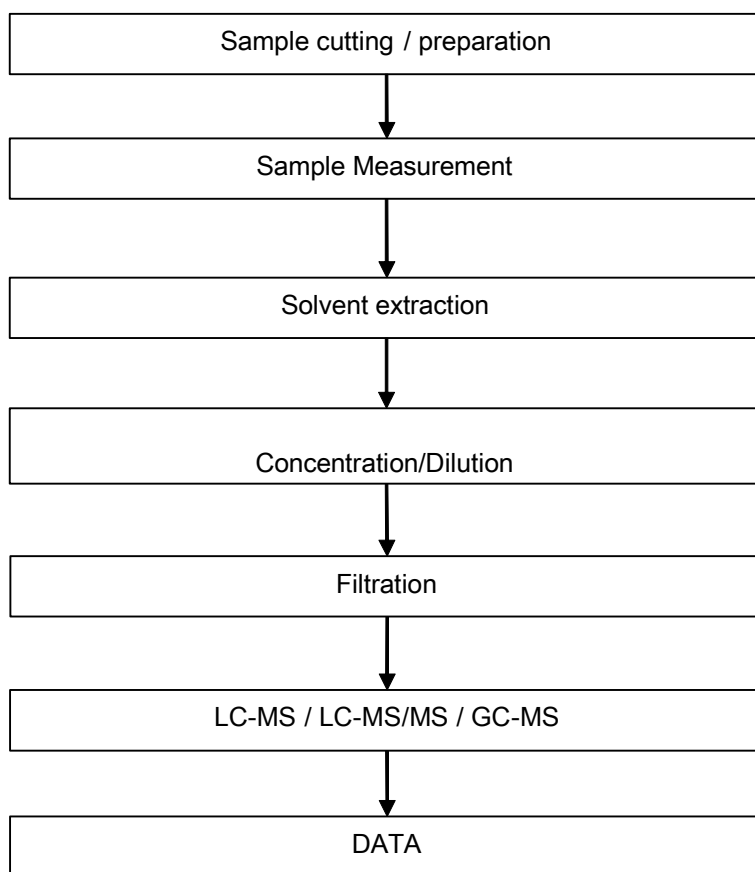 Sample cutting / preparation
Sample Measurement
Solvent extraction
Concentration/Dilution
Filtration
LC-MS / LC-MS/MS / GC-MS
DATA